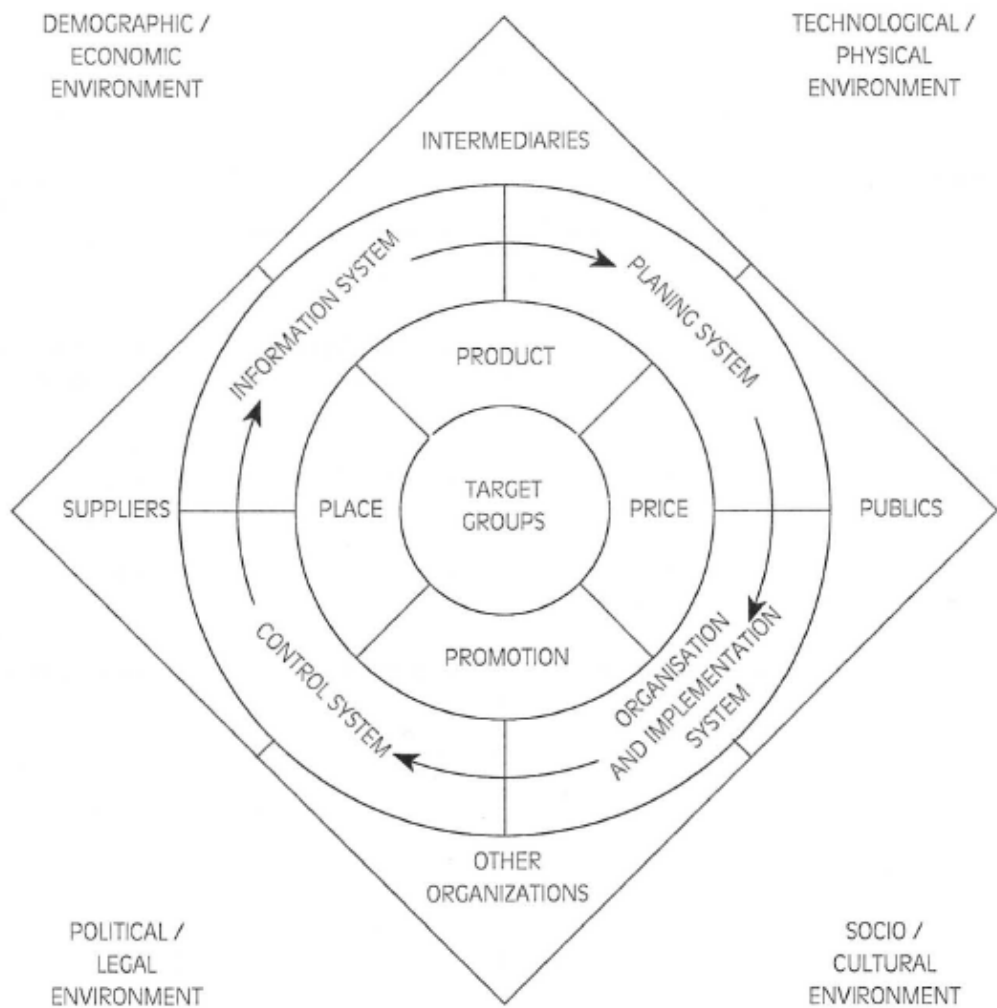 DEMOGRAPHIC /
ECONOMIC
ENVIRONMENT
TECHNOLOGICAL /
PHYSICAL
ENVIRONMENT
INTERMEDIARIES
INFORMATION SYSTEM
PLANING SYSTEM
PRODUCT
SUPPLIERS
PLACE
TARGET
GROUPS
PRICE
PUBLICS
PROMOTION
CONTROL SYSTEM
ORGANISATION
AND IMPLEMENTATION
SYSTEM
OTHER
ORGANIZATIONS
POLITICAL /
LEGAL
ENVIRONMENT
SOCIO /
CULTURAL
ENVIRONMENT